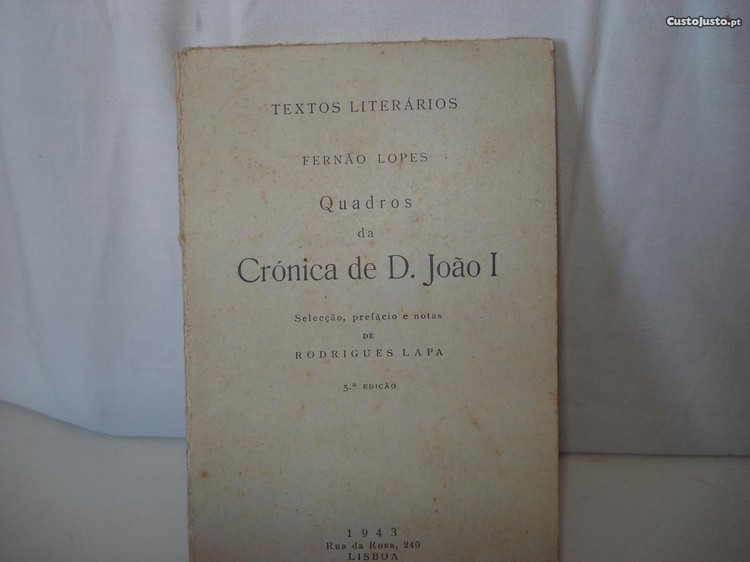 CustoJusto.pt
TEXTOS LITERÁRIOS
FERNÃO LOPES
Quadros
da
Crónica de D. João I
Selecção, prefácio e notas
DE
RODRIGUES LAPA
5.ª EDIÇÃO
1943
Rua da Rosa, 240
LISBOA